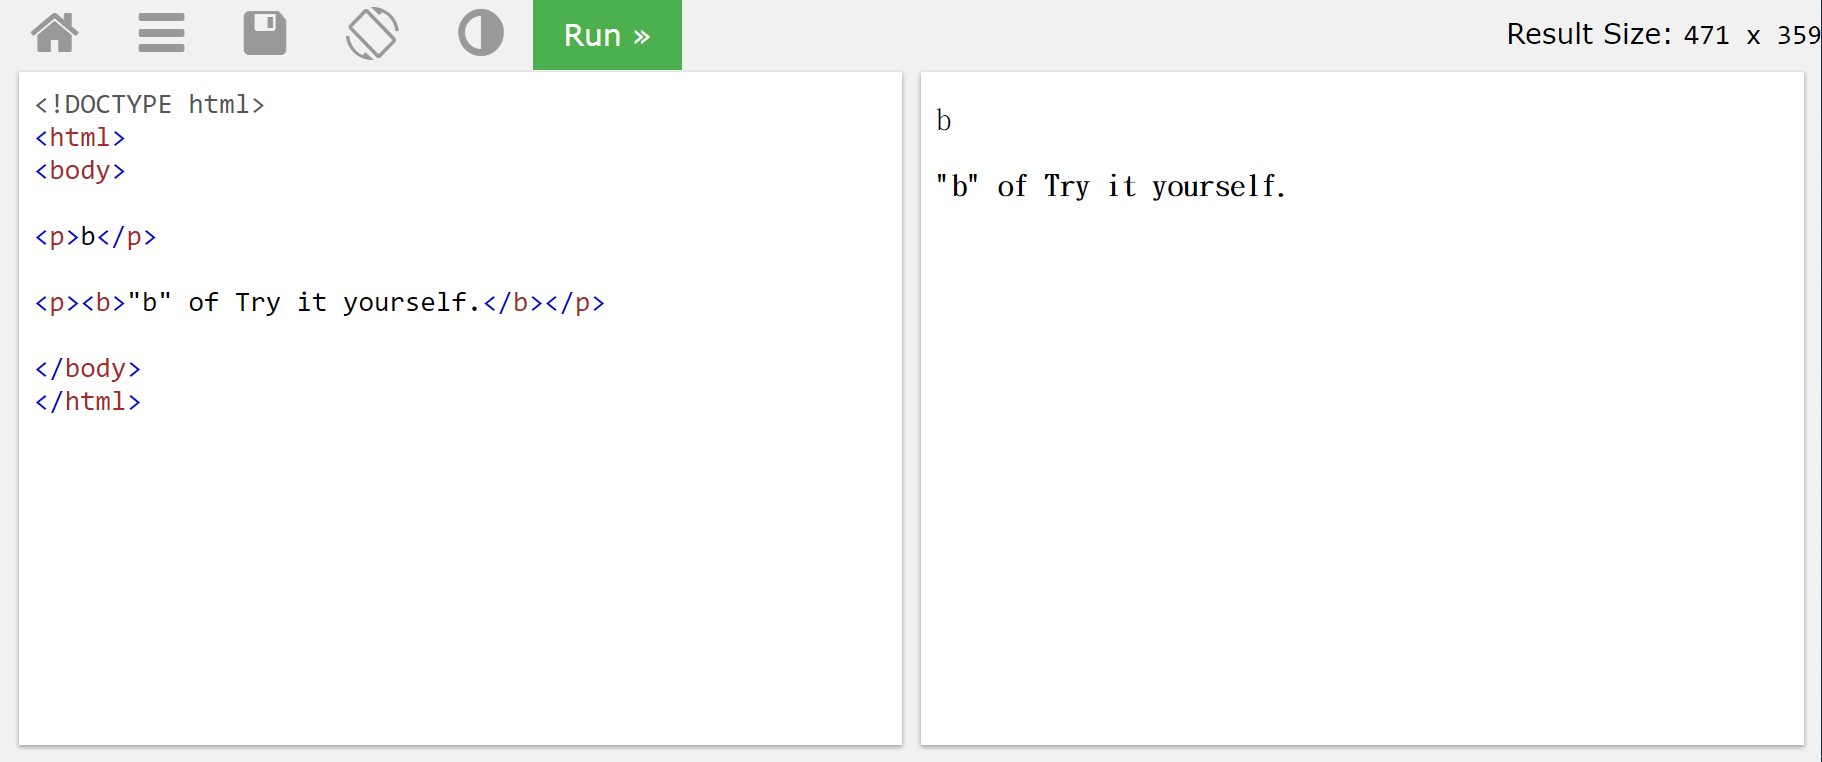 Run »
Result Size: 471 x 359
<!DOCTYPE html>
<html>
<body>
<p>b</p>
<p><b>"b" of Try it yourself.</b></p>
</body>
</html>
b
"b" of Try it yourself.